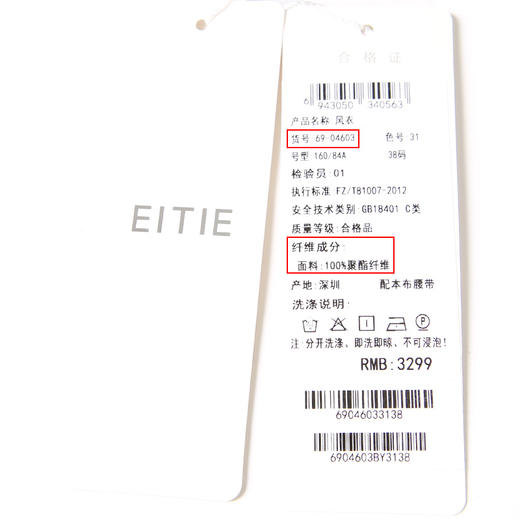 EITIE
合格证
6 943050 340563
产品名称 风衣
货号 69-04603 色号:31
号型 160/84A 38码
检验员:01
执行标准 FZ/T81007-2012
安全技术类别:GB18401 C类
质量等级:合格品
纤维成分:
面料:100%聚酯纤维
产地:深圳 配本布腰带
洗涤说明:
注:分开洗涤、即洗即晾、不可浸泡!
RMB:3299
69046033138
6904603BY3138